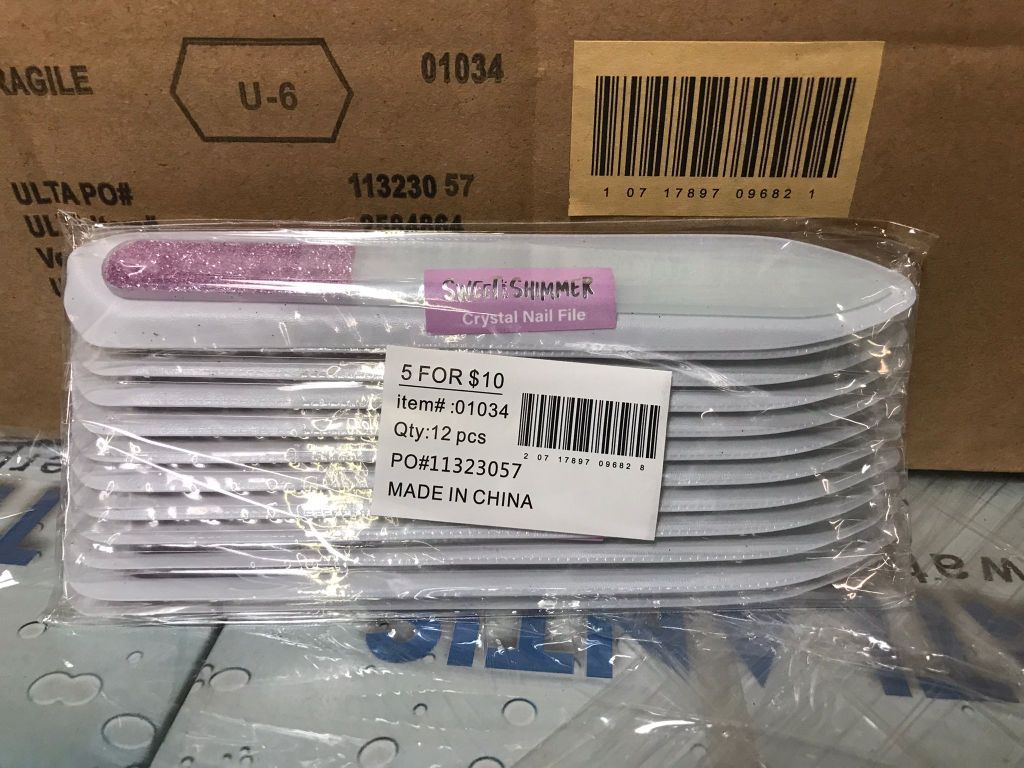 RAGILE
U-6
01034
1 07 17897 09682 1
ULTA PO# 113230 57
SWEET & SHIMMER
Crystal Nail File
5 FOR $10
item# :01034
Qty:12 pcs
2 07 17897 09682 8
PO#11323057
MADE IN CHINA